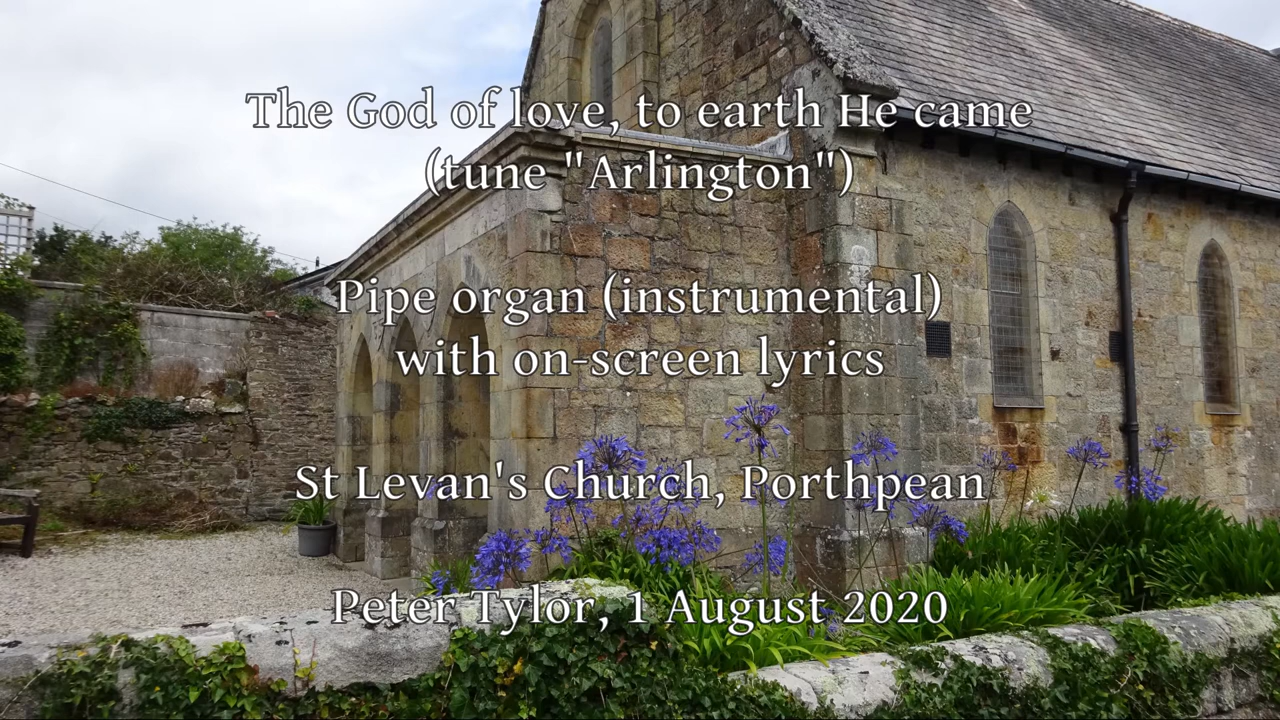 The God of love, to earth He came
(tune "Arlington")
Pipe organ (instrumental)
with on-screen lyrics
St Levan's Church, Porthpean
Peter Tylor, 1 August 2020